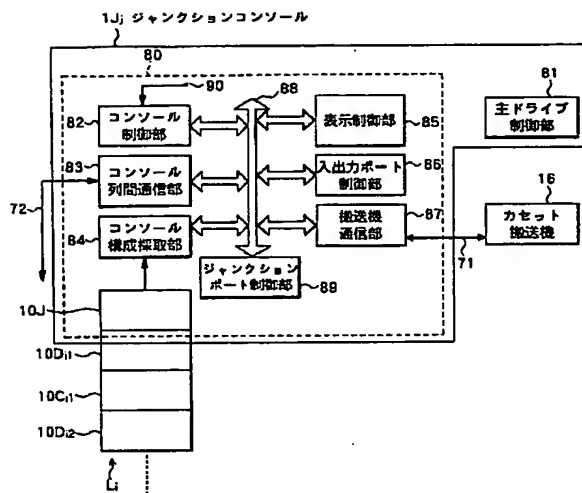 1Ji ジャンクションコンソール
80
90
88
81
82
コンソール
制御部
表示制御部
85
主ドライブ
制御部
83
コンソール
列間通信部
入出力ポート
制御部
86
72
84
コンソール
構成採取部
搬送機
通信部
87
16
カセット
搬送機
71
ジャンクション
ポート制御部
89
10J
10Di1
10Ci1
10Di2
Li